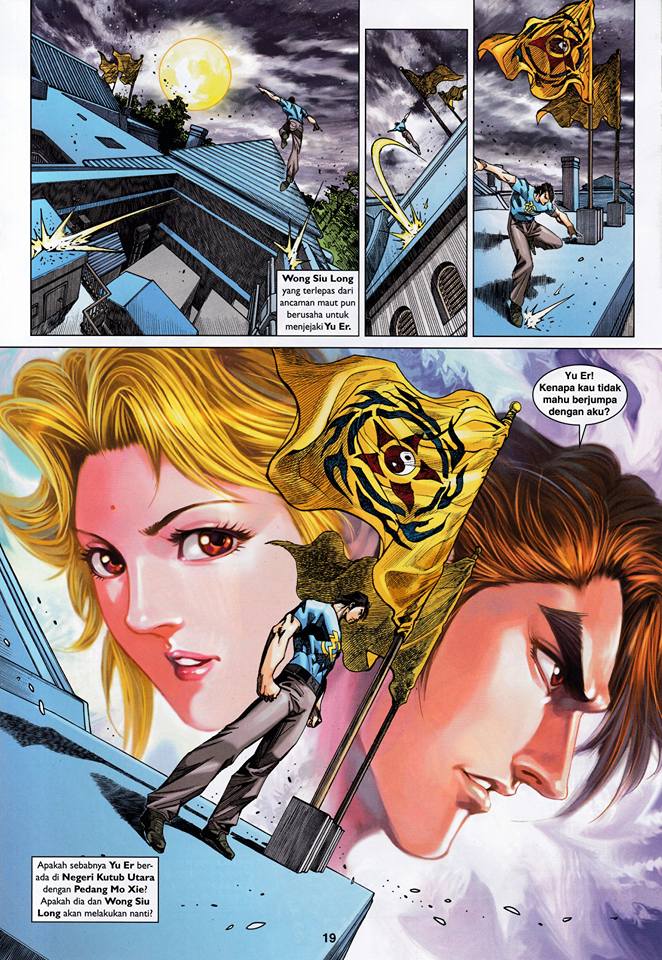 Wong Siu Long
yang terlepas dari
ancaman maut pun
berusaha untuk
menjejaki Yu Er.
Yu Er!
Kenapa kau tidak
mahu berjumpa
dengan aku?
Apakah sebabnya Yu Er ber-
ada di Negeri Kutub Utara
dengan Pedang Mo Xie?
Apakah dia dan Wong Siu
Long akan melakukan nanti?
19